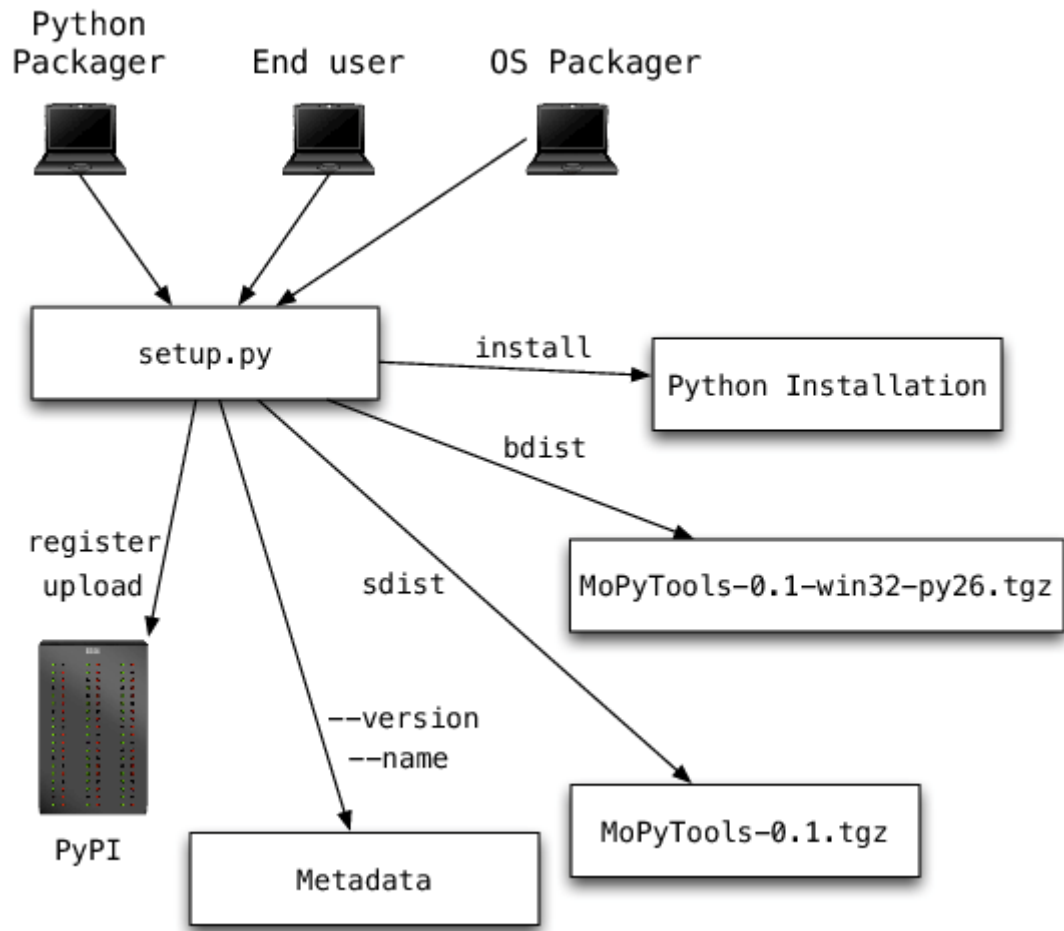 Python
Packager
End user
OS Packager
setup.py
install
Python Installation
bdist
register
upload
sdist
MoPyTools-0.1-win32-py26.tgz
--version
--name
PyPI
MoPyTools-0.1.tgz
Metadata